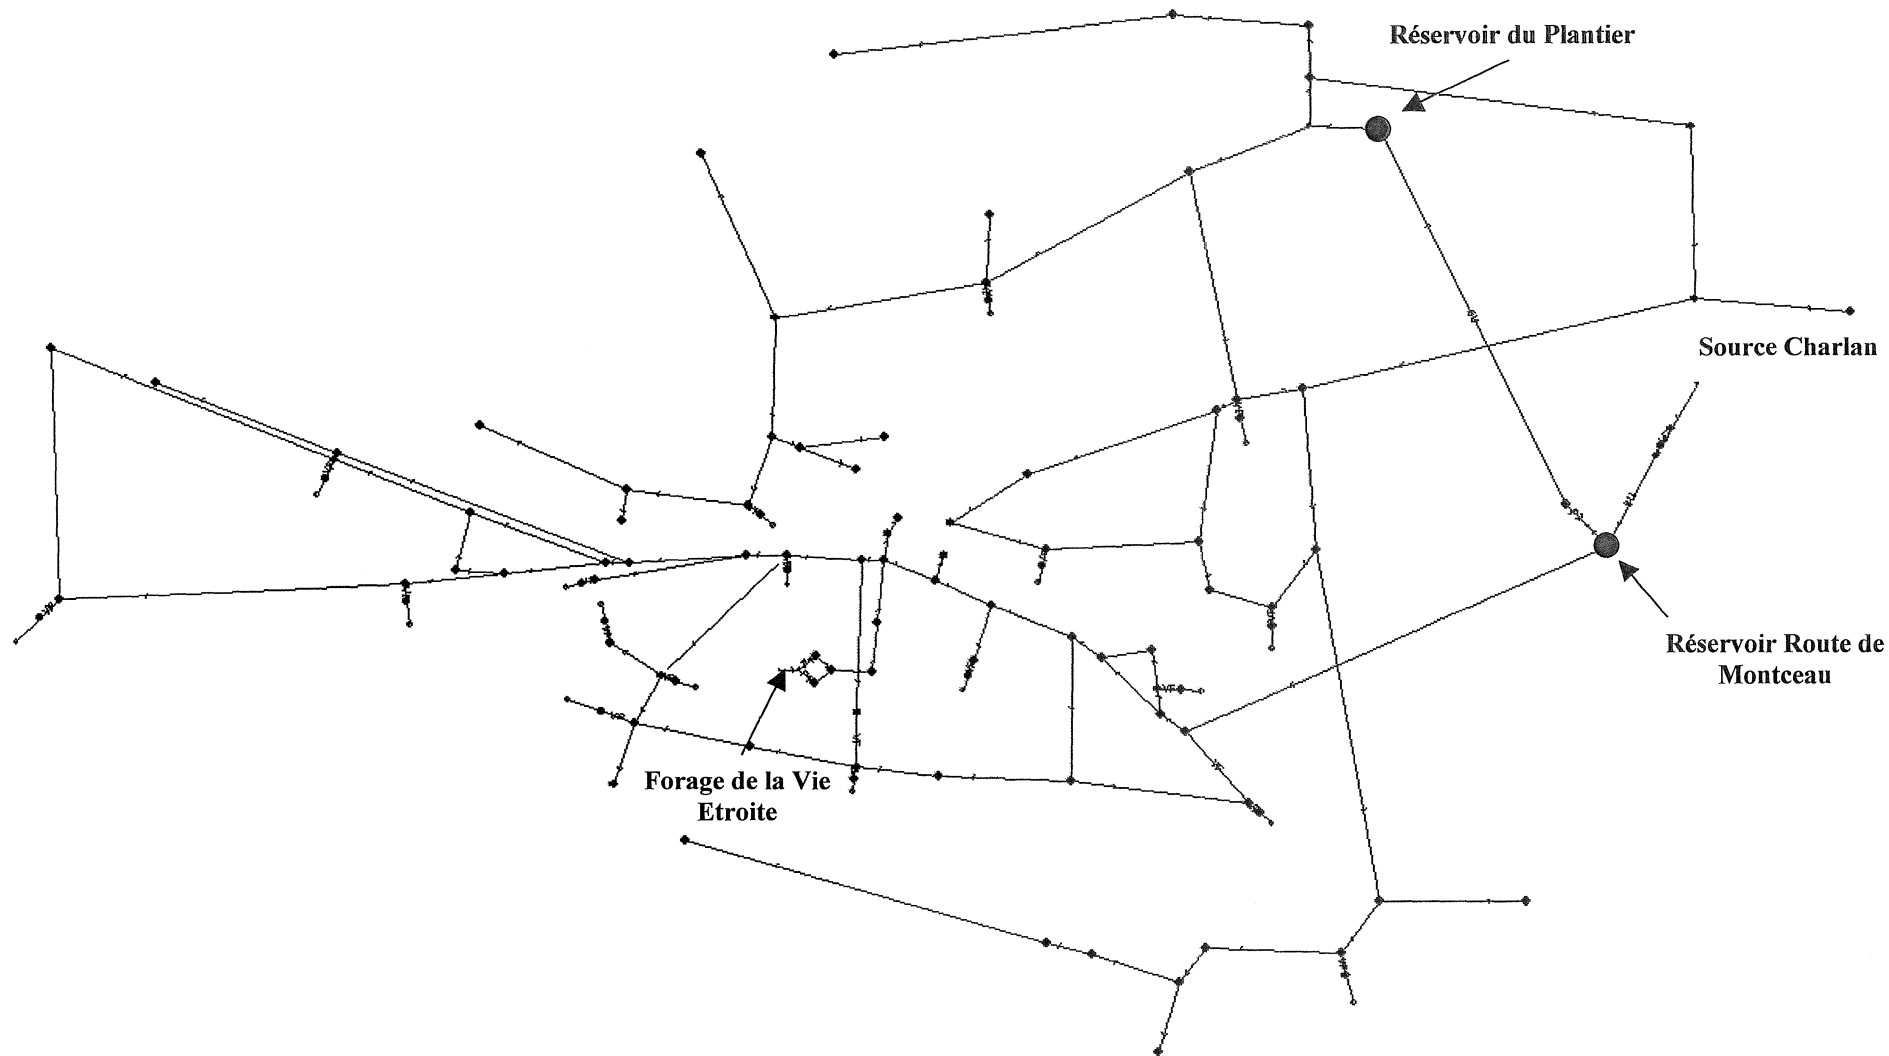 Réservoir du Plantier
Source Charlan
Réservoir Route de
Montceau
Forage de la Vie
Etroite